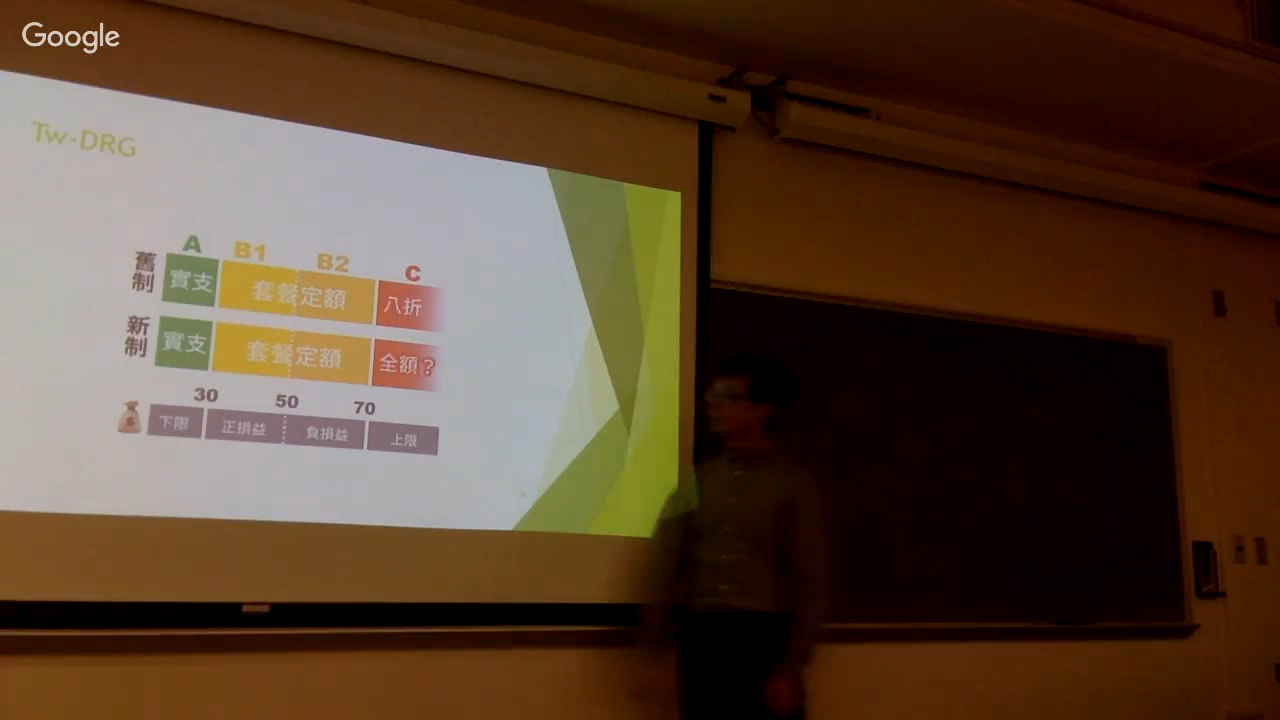 Google
Tw-DRG
A B1 B2 C
舊制 實支 套餐定額 八折
新制 實支 套餐定額 全額？
30 50 70
下限 正損益 負損益 上限